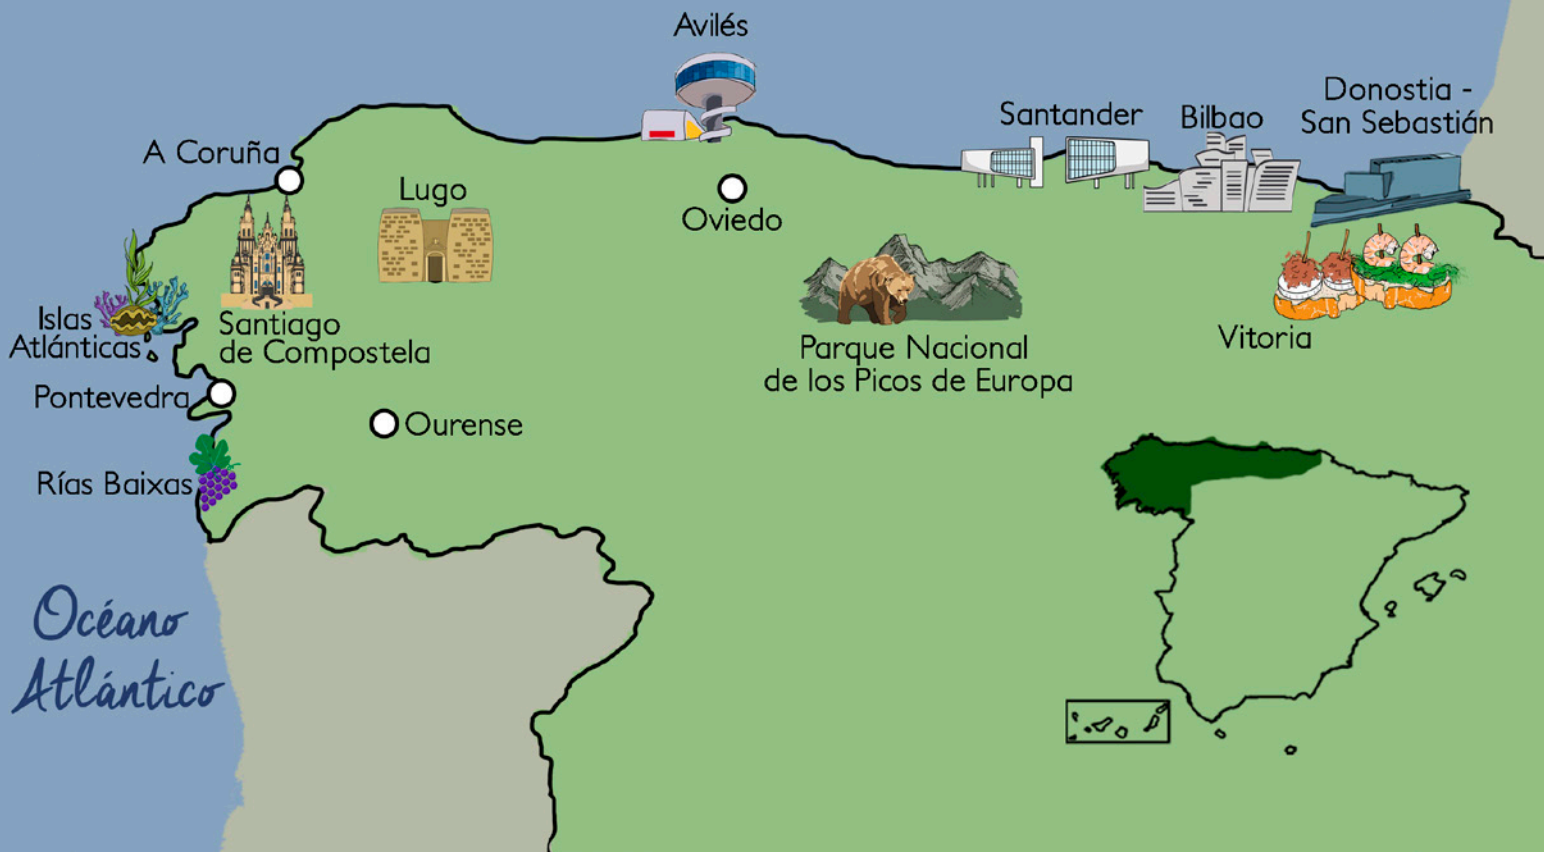 Avilés
Donostia -
San Sebastián
Santander
Bilbao
A Coruña
Lugo
Oviedo
Islas
Atlánticas
Santiago
de Compostela
Vitoria
Parque Nacional
de los Picos de Europa
Pontevedra
Ourense
Rías Baixas
Océano
Atlántico